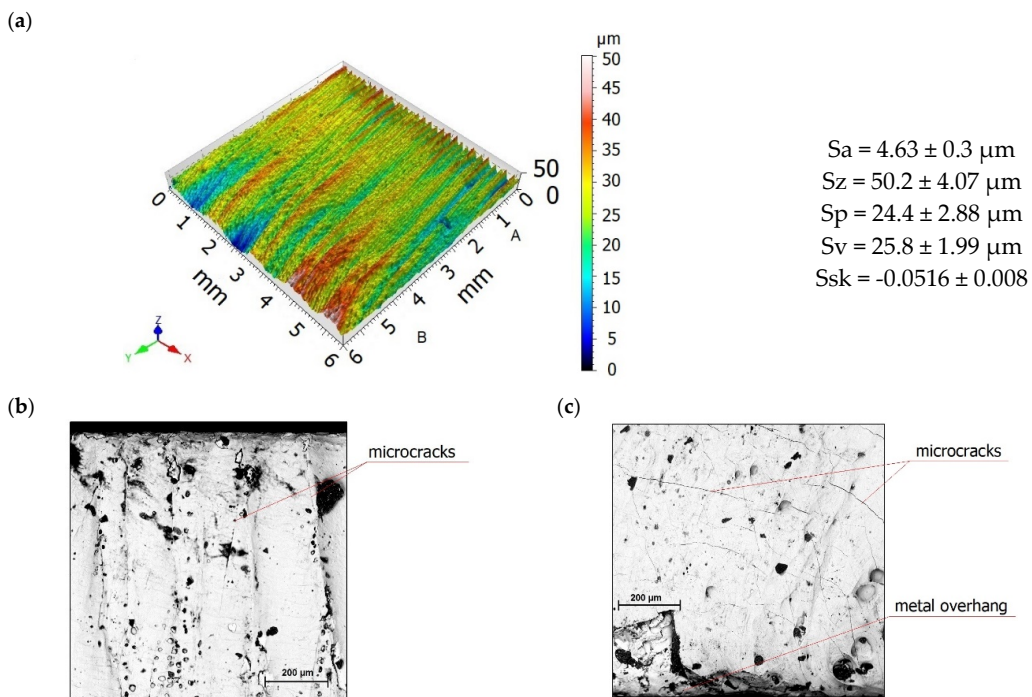 (a)
μm
50
45
40
35
30
25
20
15
10
5
0
50
0
0
1
2
3
4
5
6
mm
0
1
2
3
4
5
6
mm
A
B
Z
Y
X
Sa = 4.63 ± 0.3 μm
Sz = 50.2 ± 4.07 μm
Sp = 24.4 ± 2.88 μm
Sv = 25.8 ± 1.99 μm
Ssk = -0.0516 ± 0.008
(b)
microcracks
200 μm
(c)
microcracks
200 μm
metal overhang